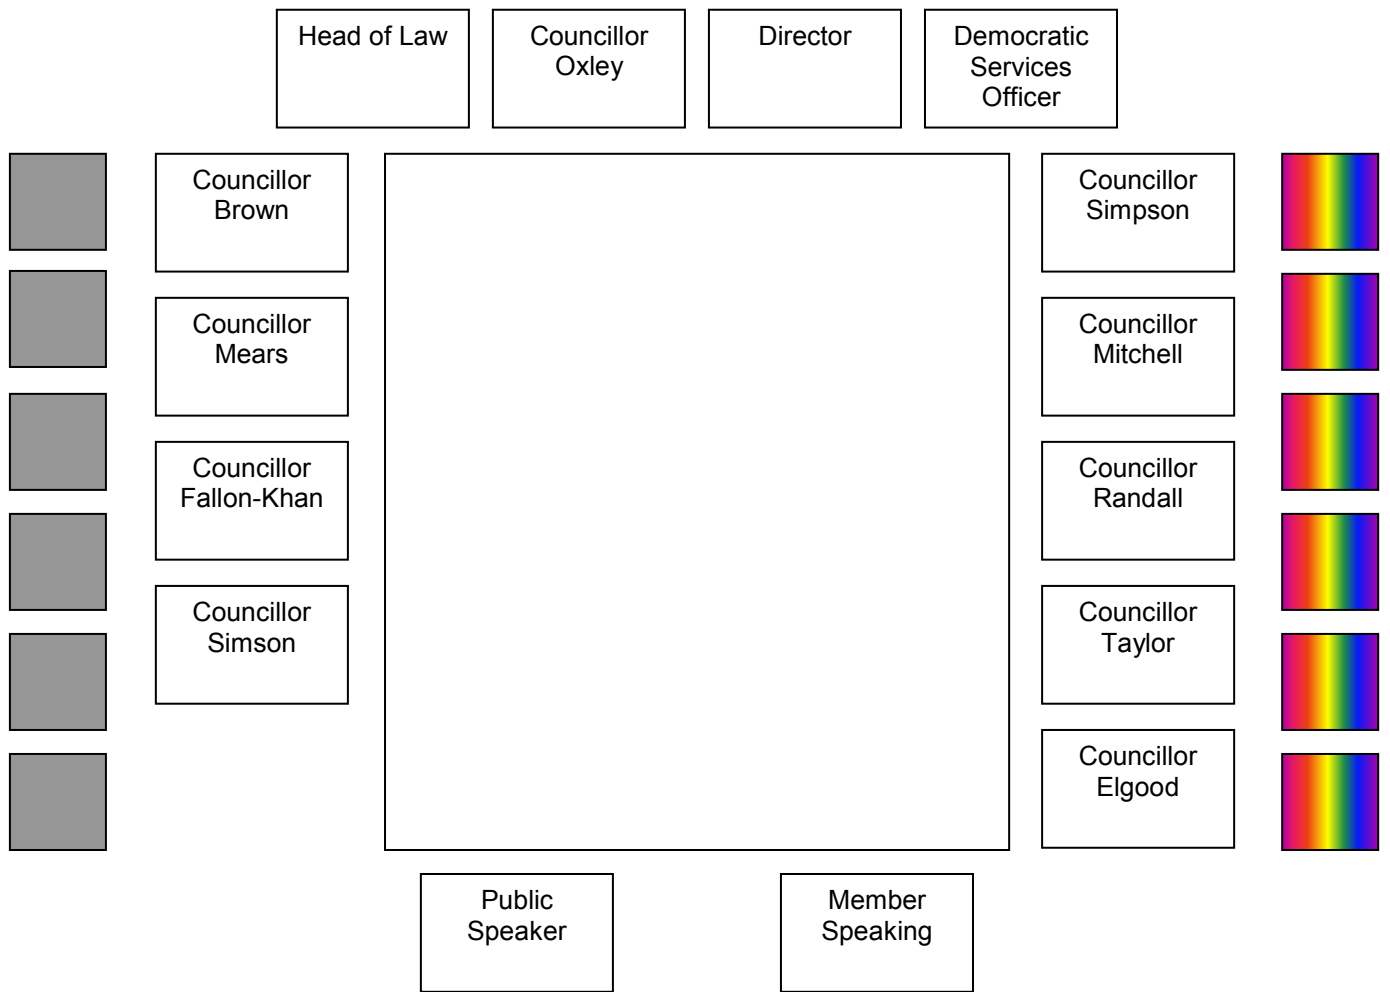 Head of Law
Councillor
Oxley
Director
Democratic
Services
Officer
Councillor
Brown
Councillor
Simpson
Councillor
Mears
Councillor
Mitchell
Councillor
Fallon-Khan
Councillor
Randall
Councillor
Simson
Councillor
Taylor
Councillor
Elgood
Public
Speaker
Member
Speaking